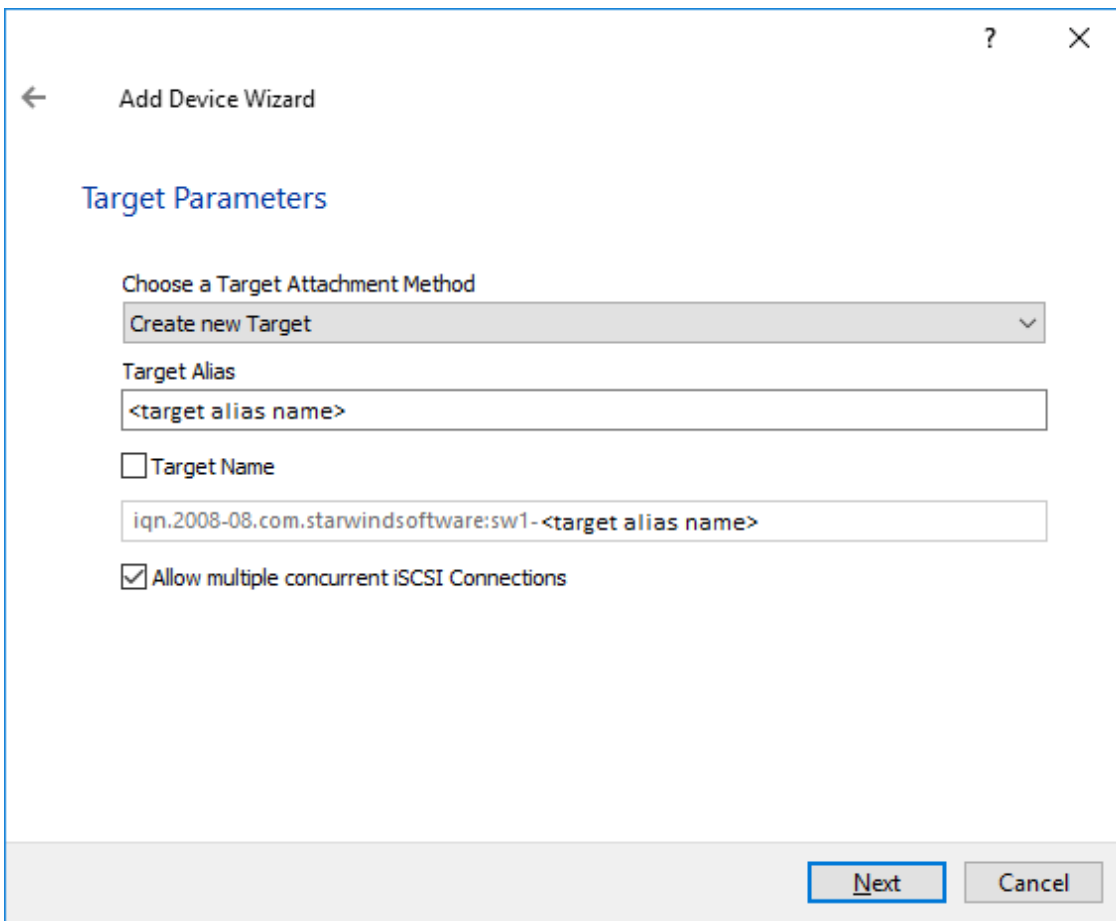 ?
Add Device Wizard
Target Parameters
Choose a Target Attachment Method
Create new Target
Target Alias
<target alias name>
Target Name
iqn.2008-08.com.starwindsoftware:sw1-<target alias name>
Allow multiple concurrent iSCSI Connections
Next Cancel